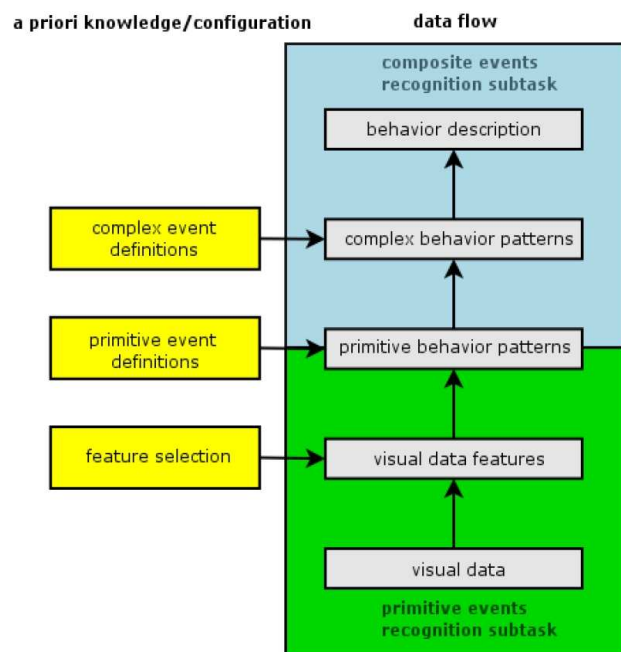 a priori knowledge/configuration
data flow
composite events
recognition subtask
behavior description
complex event
definitions
complex behavior patterns
primitive event
definitions
primitive behavior patterns
feature selection
visual data features
visual data
primitive events
recognition subtask